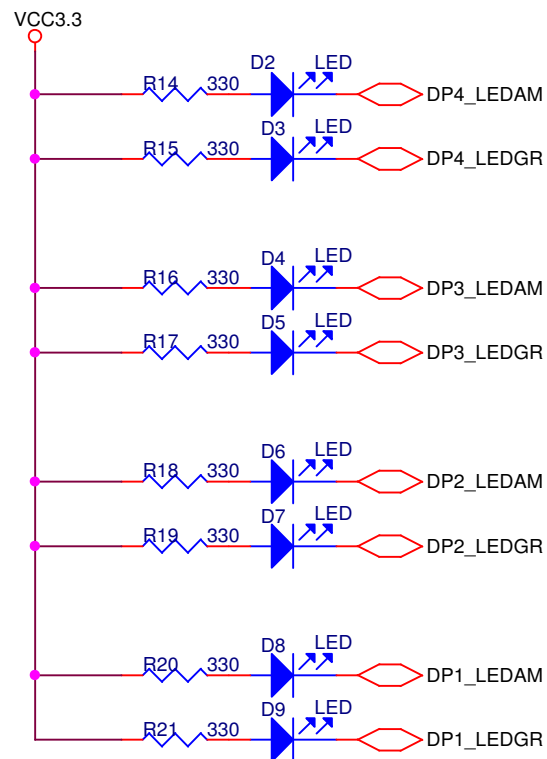 VCC3.3
R14 330 D2 LED DP4_LEDAM
R15 330 D3 LED DP4_LEDGR
R16 330 D4 LED DP3_LEDAM
R17 330 D5 LED DP3_LEDGR
R18 330 D6 LED DP2_LEDAM
R19 330 D7 LED DP2_LEDGR
R20 330 D8 LED DP1_LEDAM
R21 330 D9 LED DP1_LEDGR